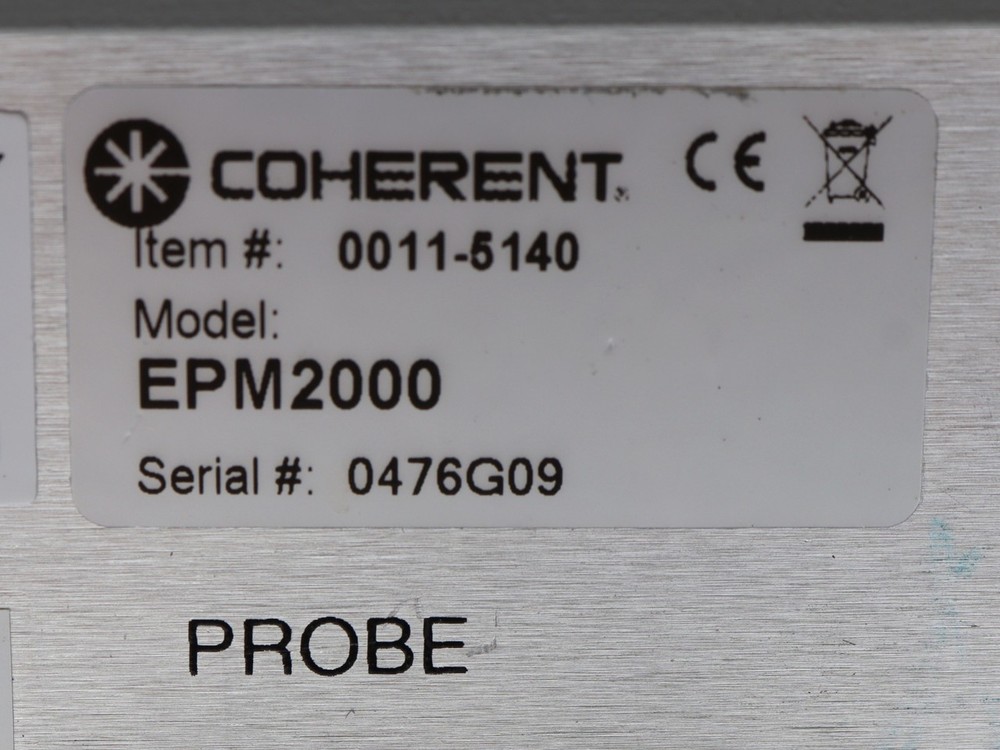 COHERENT
CE
Item #: 0011-5140
Model:
EPM2000
Serial #: 0476G09
PROBE